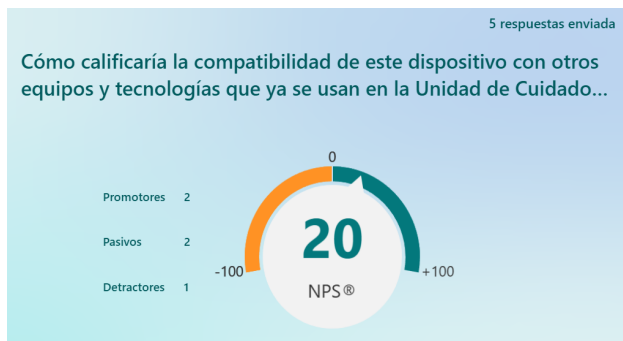 5 respuestas enviada
Cómo calificaría la compatibilidad de este dispositivo con otros
equipos y tecnologías que ya se usan en la Unidad de Cuidado...
0
Promotores 2
20
Pasivos 2
-100 +100
Detractores 1
NPS®